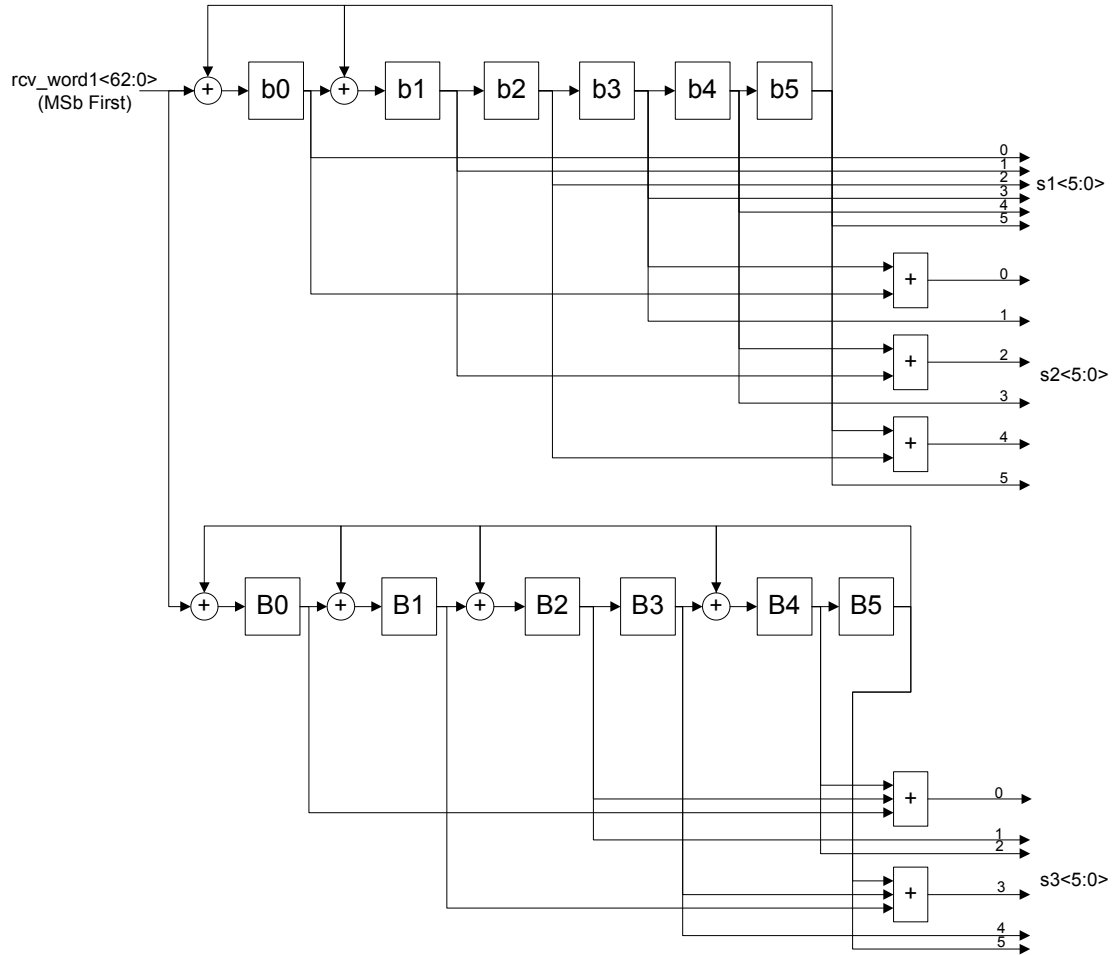 rcv_word1<62:0>
(MSb First)
+
b0
+
b1
b2
b3
b4
b5
0
1
2
3
4
5
s1<5:0>
+
0
1
+
2
s2<5:0>
3
+
4
5
+
B0
+
B1
+
B2
B3
+
B4
B5
+
0
1
2
+
3
s3<5:0>
4
5